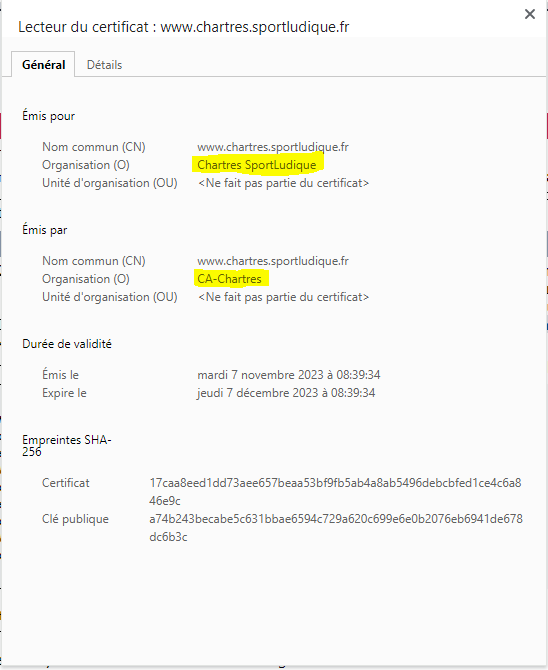 Lecteur du certificat : www.chartres.sportludique.fr
Général Détails
Émis pour
Nom commun (CN) www.chartres.sportludique.fr
Organisation (O) Chartres SportLudique
Unité d'organisation (OU) <Ne fait pas partie du certificat>
Émis par
Nom commun (CN) www.chartres.sportludique.fr
Organisation (O) CA-Chartres
Unité d'organisation (OU) <Ne fait pas partie du certificat>
Durée de validité
Émis le mardi 7 novembre 2023 à 08:39:34
Expire le jeudi 7 décembre 2023 à 08:39:34
Empreintes SHA-
256
Certificat 17caa8eed1dd73aee657beaa53bf9fb5ab4a8ab5496debcbfed1ce4c6a8
46e9c
Clé publique a74b243becabe5c631bbae6594c729a620c699e6e0b2076eb6941de678
dc6b3c